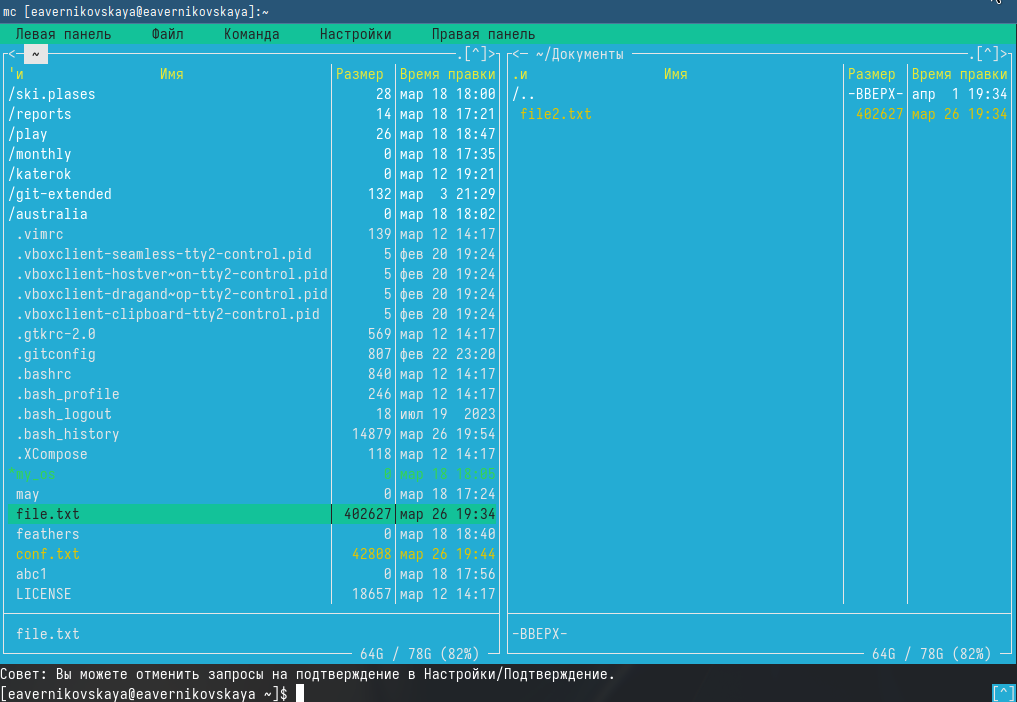 mc [eavernikovskaya@eavernikovskaya]:~
Левая панель Файл Команда Настройки Правая панель
<─ ~ .[^]> <─ ~/Документы .[^]>
'и Имя Размер Время правки .и Имя Размер Время правки
/ski.plases 28 мар 18 18:00 /.. -ВВЕРХ- апр 1 19:34
/reports 14 мар 18 17:21 file2.txt 402627 мар 26 19:34
/play 26 мар 18 18:47
/monthly 0 мар 18 17:35
/katerok 0 мар 12 19:21
/git-extended 132 мар 3 21:29
/australia 0 мар 18 18:02
.vimrc 139 мар 12 14:17
.vboxclient-seamless-tty2-control.pid 5 фев 20 19:24
.vboxclient-hostver~on-tty2-control.pid 5 фев 20 19:24
.vboxclient-dragand~op-tty2-control.pid 5 фев 20 19:24
.vboxclient-clipboard-tty2-control.pid 5 фев 20 19:24
.gtkrc-2.0 569 мар 12 14:17
.gitconfig 807 фев 22 23:20
.bashrc 840 мар 12 14:17
.bash_profile 246 мар 12 14:17
.bash_logout 18 июл 19 2023
.bash_history 14879 мар 26 19:54
.XCompose 118 мар 12 14:17
*my_os 0 мар 18 18:05
may 0 мар 18 17:24
file.txt 402627 мар 26 19:34
feathers 0 мар 18 18:40
conf.txt 42808 мар 26 19:44
abc1 0 мар 18 17:56
LICENSE 18657 мар 12 14:17
file.txt -ВВЕРХ-
64G / 78G (82%) 64G / 78G (82%)
Совет: Вы можете отменить запросы на подтверждение в Настройки/Подтверждение.
[eavernikovskaya@eavernikovskaya ~]$ [^]